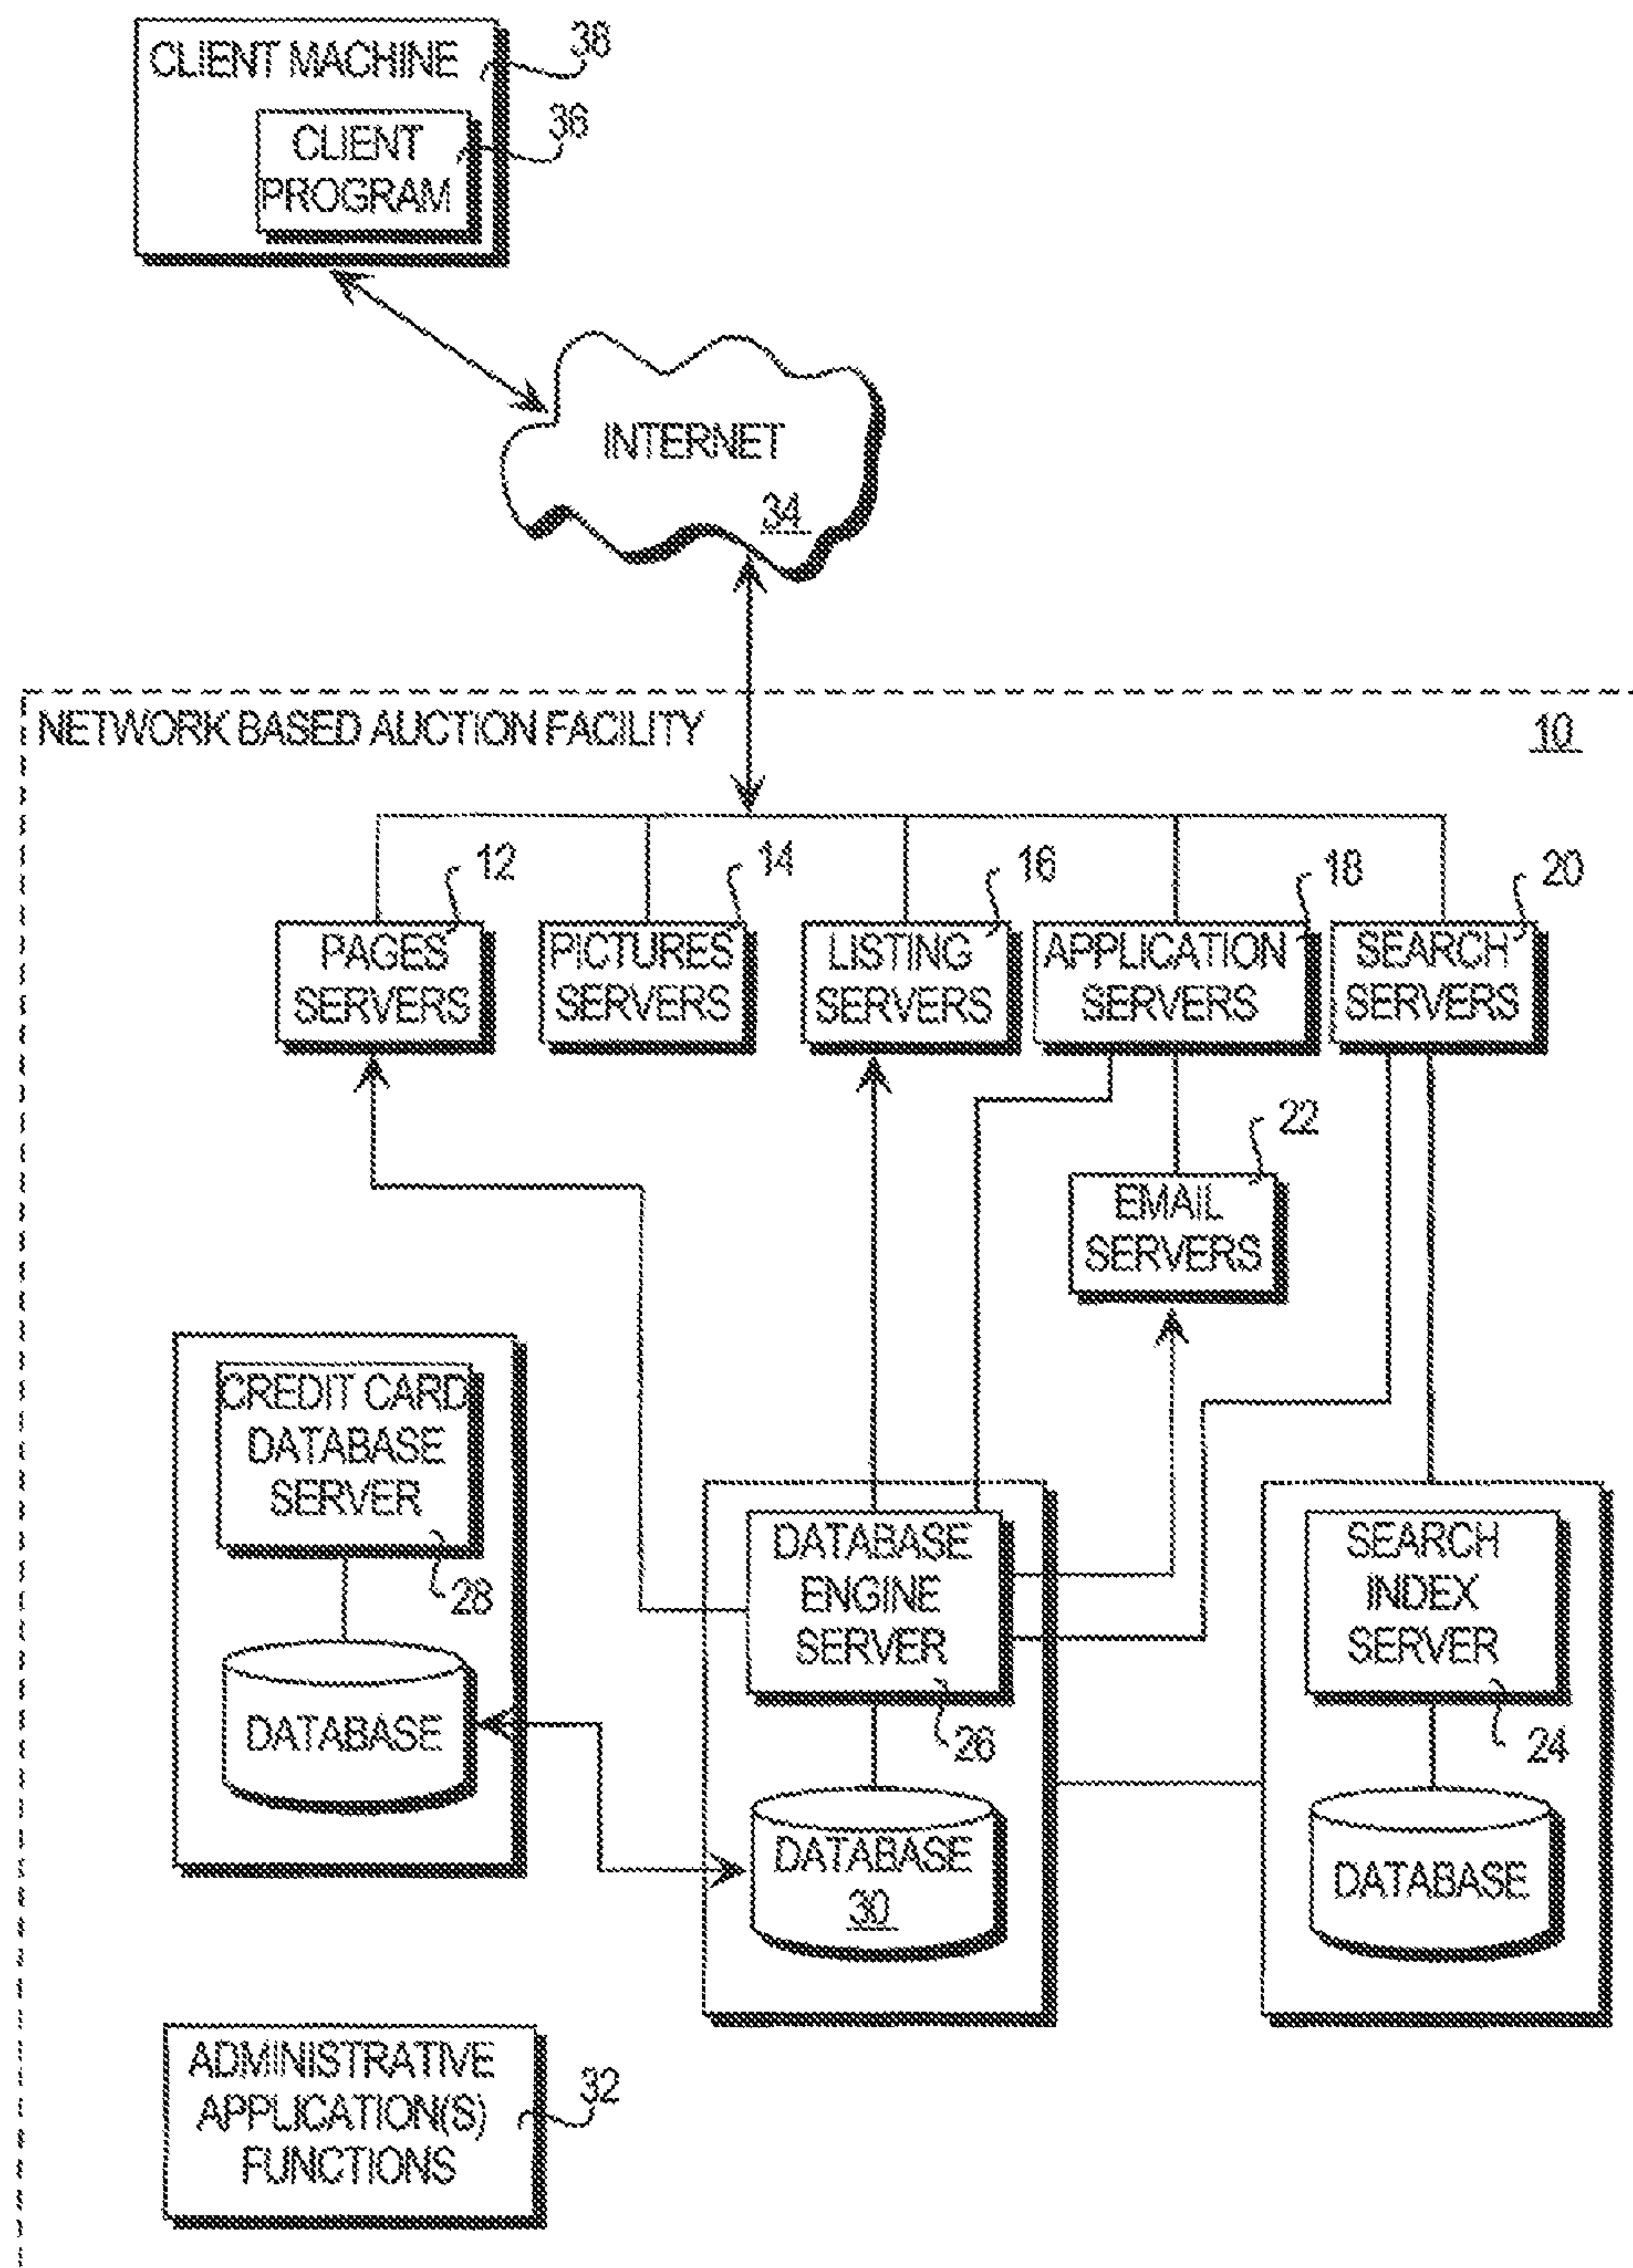 CLIENT MACHINE
38
CLIENT
PROGRAM
36
INTERNET
34
NETWORK BASED AUCTION FACILITY
10
12
14
16
18
20
PAGES
SERVERS
PICTURES
SERVERS
LISTING
SERVERS
APPLICATION
SERVERS
SEARCH
SERVERS
22
EMAIL
SERVERS
CREDIT CARD
DATABASE
SERVER
28
DATABASE
DATABASE
ENGINE
SERVER
26
DATABASE
30
SEARCH
INDEX
SERVER
24
DATABASE
ADMINISTRATIVE
APPLICATION(S)
FUNCTIONS
32